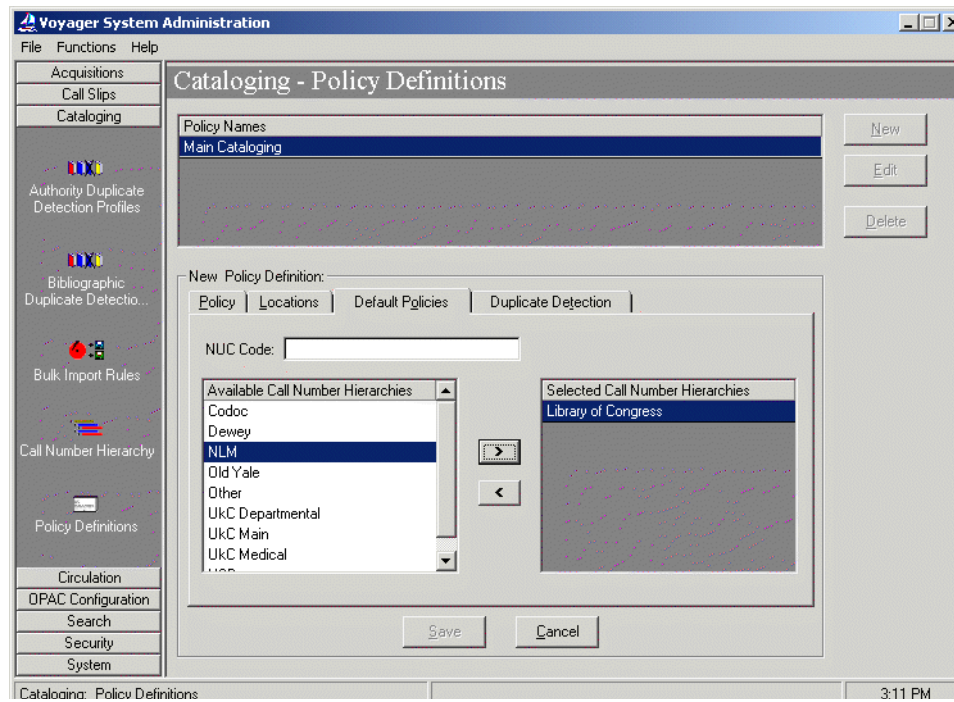 Voyager System Administration
File Functions Help
Acquisitions
Call Slips
Cataloging
Authority Duplicate
Detection Profiles
Bibliographic
Duplicate Detectio...
Bulk Import Rules
Call Number Hierarchy
Policy Definitions
Circulation
OPAC Configuration
Search
Security
System
Cataloging - Policy Definitions
Policy Names
Main Cataloging
New
Edit
Delete
New Policy Definition:
Policy
Locations
Default Policies
Duplicate Detection
NUC Code:
Available Call Number Hierarchies
Codoc
Dewey
NLM
Old Yale
Other
UkC Departmental
UkC Main
UkC Medical
>
<
Selected Call Number Hierarchies
Library of Congress
Save
Cancel
Cataloging: Policy Definitions
3:11 PM